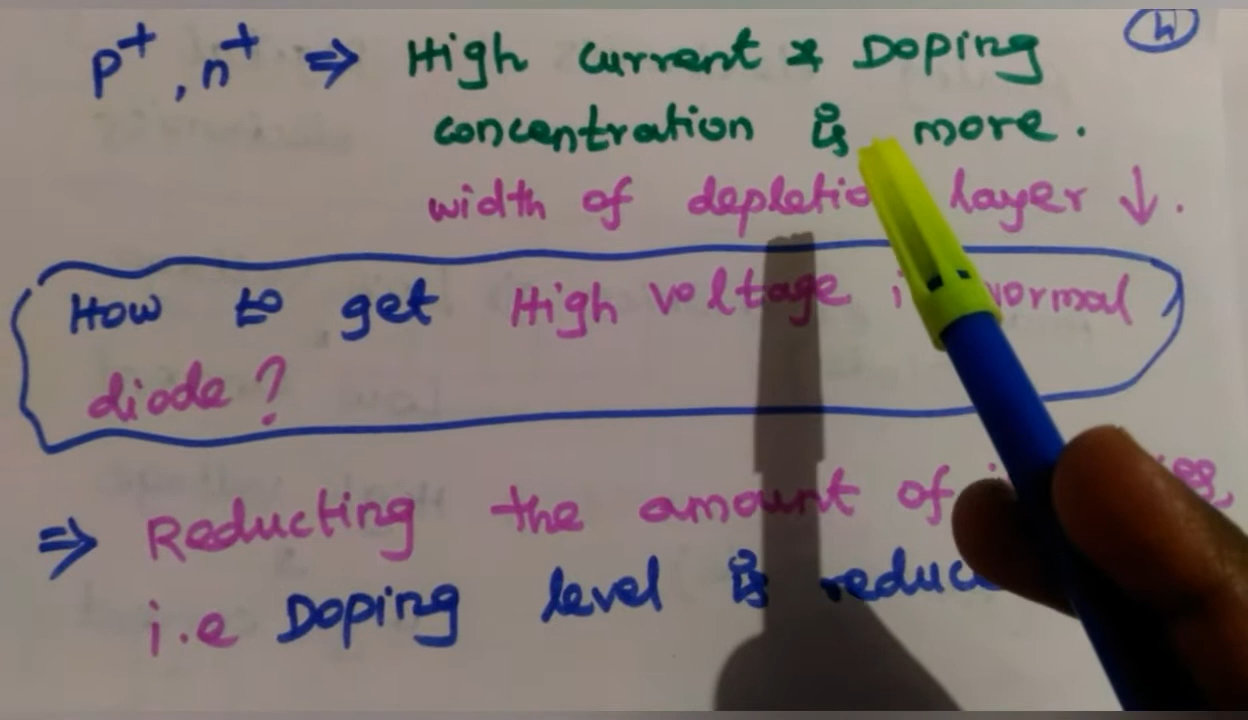 p⁺, n⁺ ⇒ High current & Doping
concentration is more.
width of depletio layer ↓.
How to get High voltage i normal
diode?
⇒ Reducting the amount of
i.e Doping level is reduc